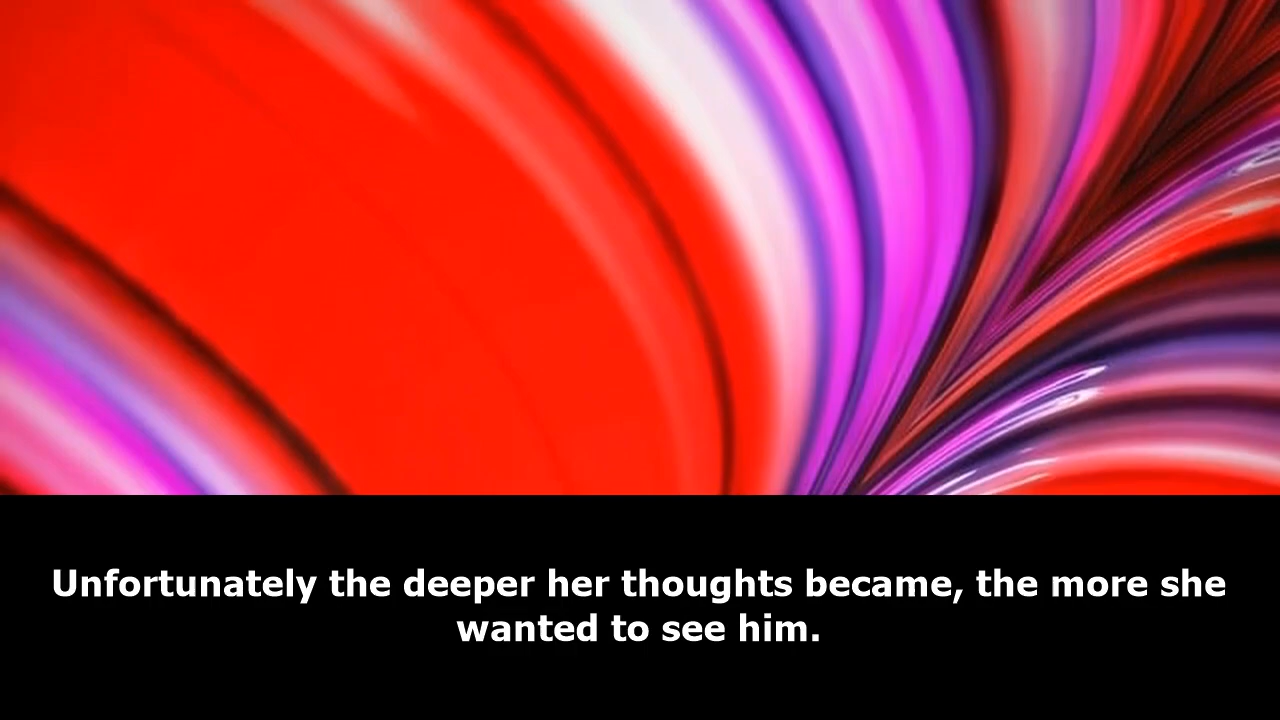 Unfortunately the deeper her thoughts became, the more she
wanted to see him.